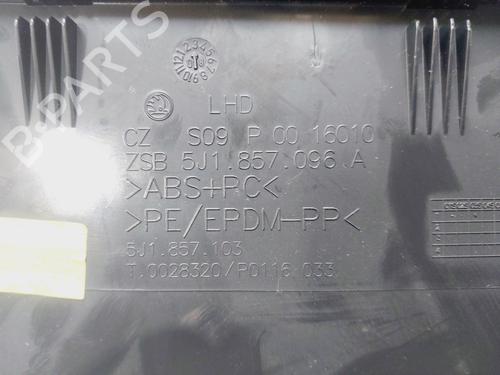 B-PARTS
LHD
CZ S09 P 00 16010
ZSB 5J1.857.096 A
>ABS+PC<
>PE/EPDM-PP<
5J1.857.103
T.0028320/P0116.033